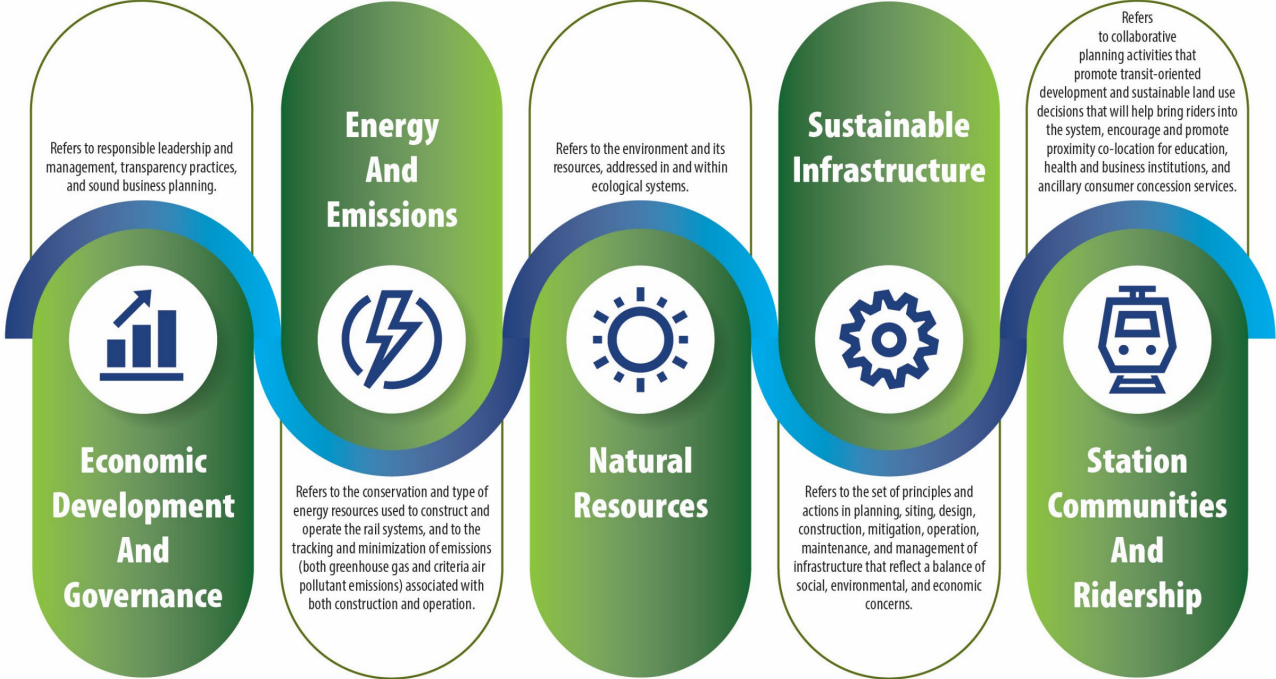 Refers to responsible leadership and
management, transparency practices,
and sound business planning.
Economic
Development
And
Governance
Energy
And
Emissions
Refers to the conservation and type of
energy resources used to construct and
operate the rail systems, and to the
tracking and minimization of emissions
(both greenhouse gas and criteria air
pollutant emissions) associated with
both construction and operation.
Refers to the environment and its
resources, addressed in and within
ecological systems.
Natural
Resources
Sustainable
Infrastructure
Refers to the set of principles and
actions in planning, siting, design,
construction, mitigation, operation,
maintenance, and management of
infrastructure that reflect a balance of
social, environmental, and economic
concerns.
Refers
to collaborative
planning activities that
promote transit-oriented
development and sustainable land use
decisions that will help bring riders into
the system, encourage and promote
proximity co-location for education,
health and business institutions, and
ancillary consumer concession services.
Station
Communities
And
Ridership